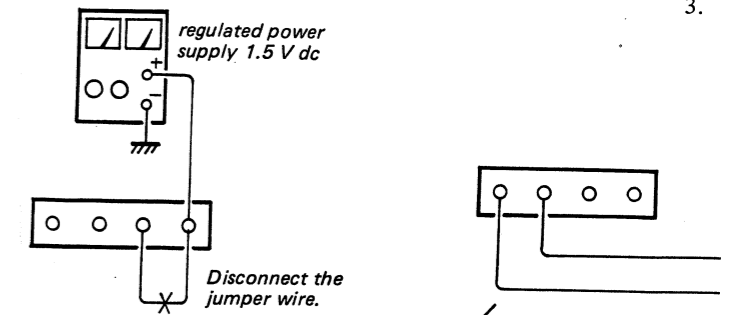 3.
regulated power
supply 1.5 V dc
+
−
Disconnect the
jumper wire.